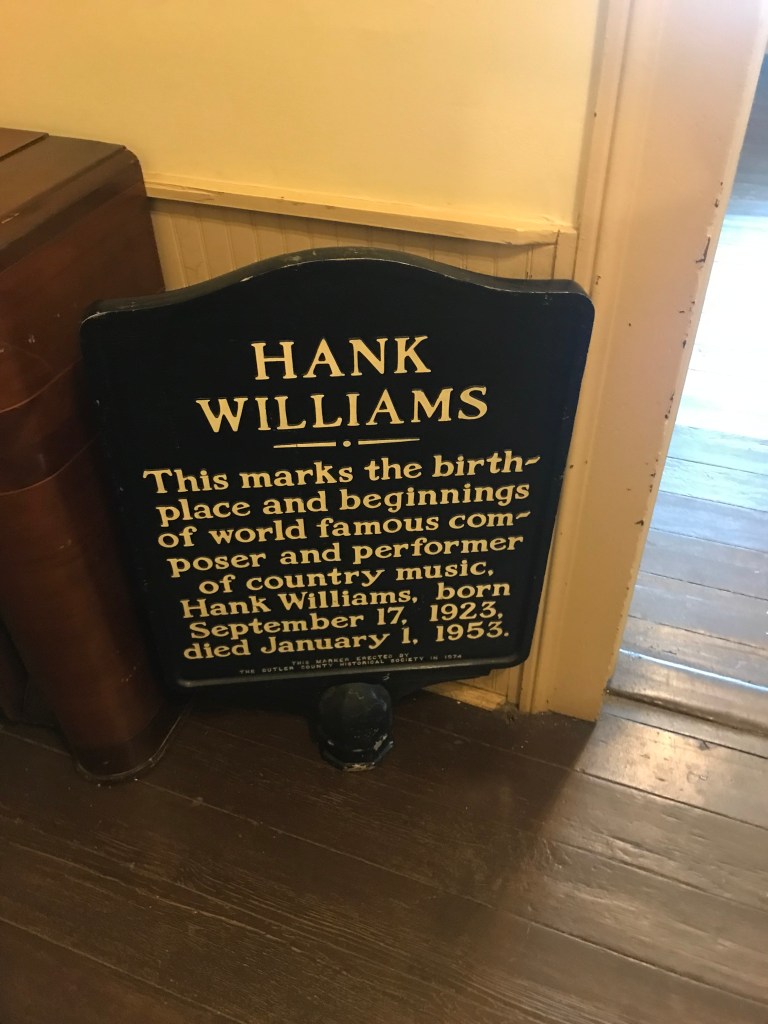 HANK
WILLIAMS
This marks the birth-
place and beginnings
of world famous com-
poser and performer
of country music,
Hank Williams, born
September 17, 1923,
died January 1, 1953.
THIS MARKER ERECTED BY
THE BUTLER COUNTY HISTORICAL SOCIETY IN 1974